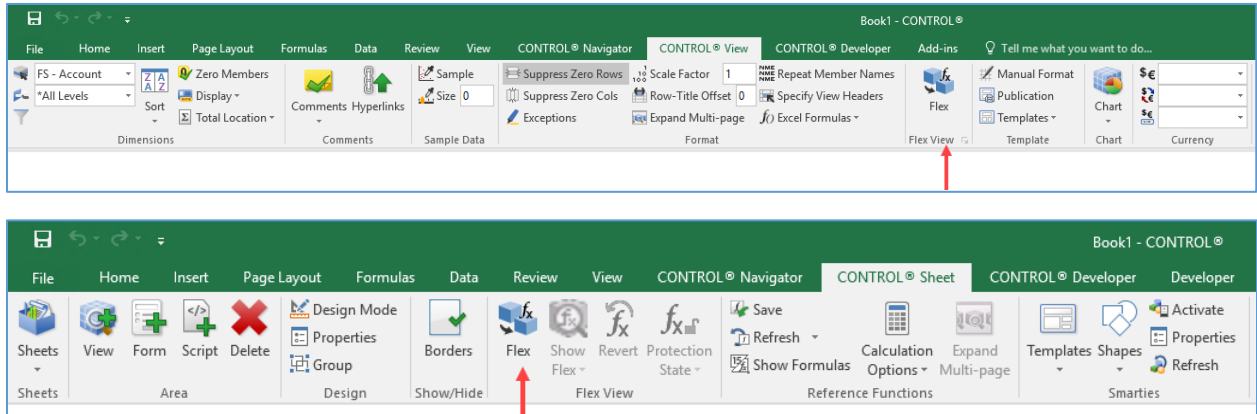 Book1 - CONTROL®
File Home Insert Page Layout Formulas Data Review View CONTROL® Navigator CONTROL® View CONTROL® Developer Add-ins Tell me what you want to do...
FS - Account Zero Members Sample Suppress Zero Rows Scale Factor 1 Repeat Member Names Manual Format
*All Levels Display Size 0 Suppress Zero Cols Row-Title Offset 0 Specify View Headers Publication
Sort Total Location Comments Hyperlinks Exceptions Expand Multi-page Excel Formulas Flex Templates Chart
Dimensions Comments Sample Data Format Flex View Template Chart Currency
Book1 - CONTROL®
File Home Insert Page Layout Formulas Data Review View CONTROL® Navigator CONTROL® Sheet CONTROL® Developer Developer
Design Mode Save Activate
Sheets View Form Script Delete Properties Borders Flex Show Flex Revert Protection State Refresh Calculation Options Expand Multi-page Templates Shapes Properties
Group Show Formulas Refresh
Sheets Area Design Show/Hide Flex View Reference Functions Smarties